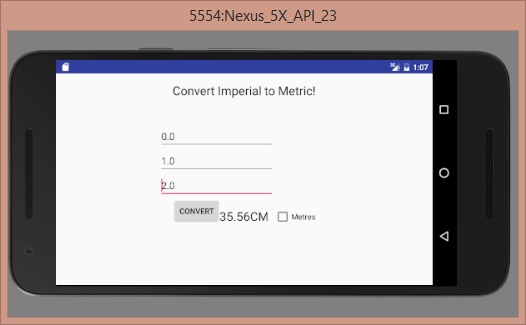 5554:Nexus_5X_API_23
1:07
Convert Imperial to Metric!
0.0
1.0
2.0
CONVERT 35.56CM Metres